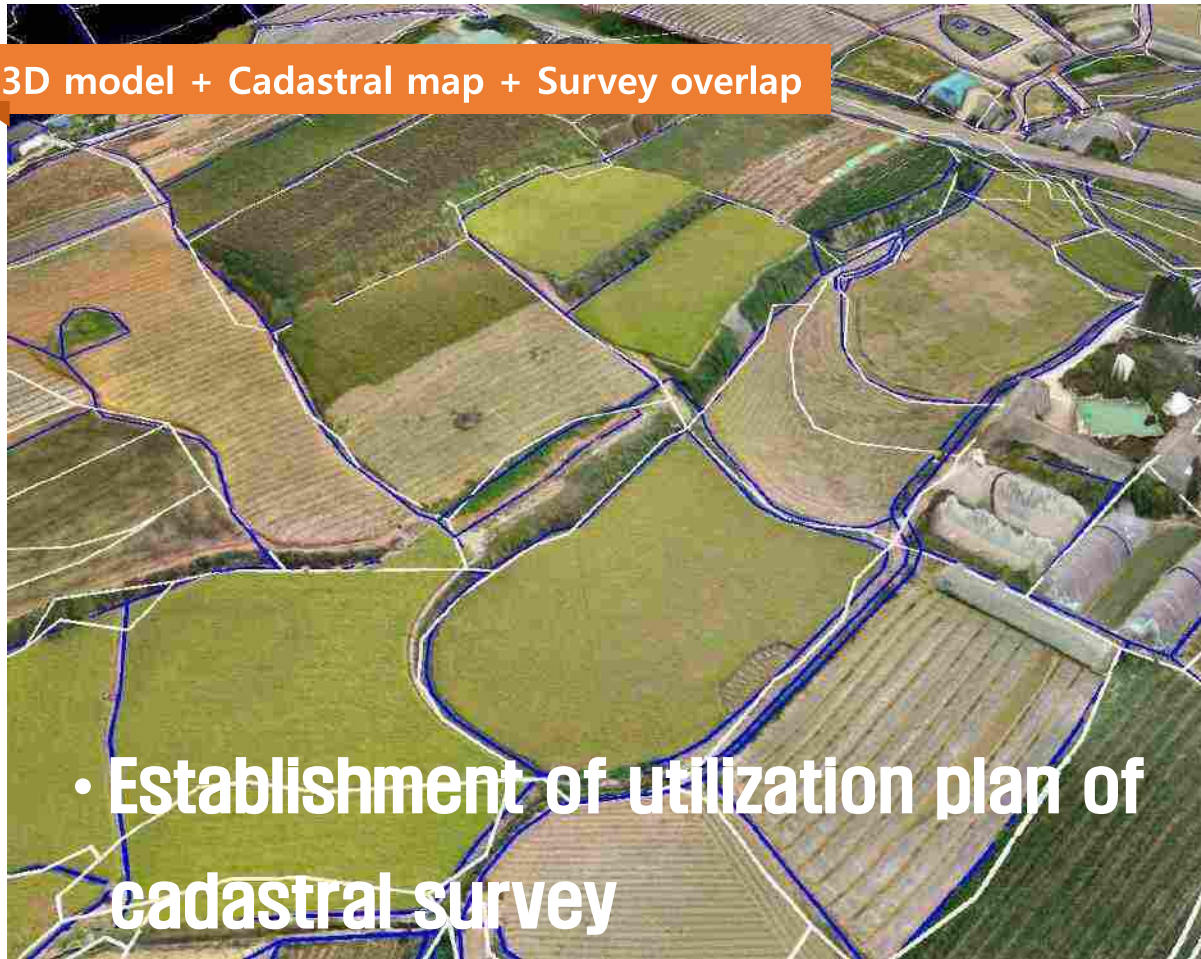 3D model + Cadastral map + Survey overlap
• Establishment of utilization plan of
cadastral survey